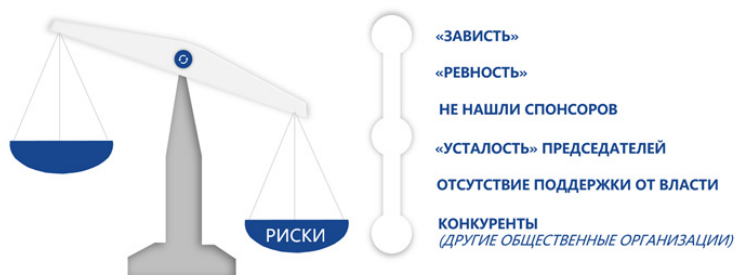 «ЗАВИСТЬ»
«РЕВНОСТЬ»
НЕ НАШЛИ СПОНСОРОВ
«УСТАЛОСТЬ» ПРЕДСЕДАТЕЛЕЙ
ОТСУТСТВИЕ ПОДДЕРЖКИ ОТ ВЛАСТИ
КОНКУРЕНТЫ
(ДРУГИЕ ОБЩЕСТВЕННЫЕ ОРГАНИЗАЦИИ)
РИСКИ